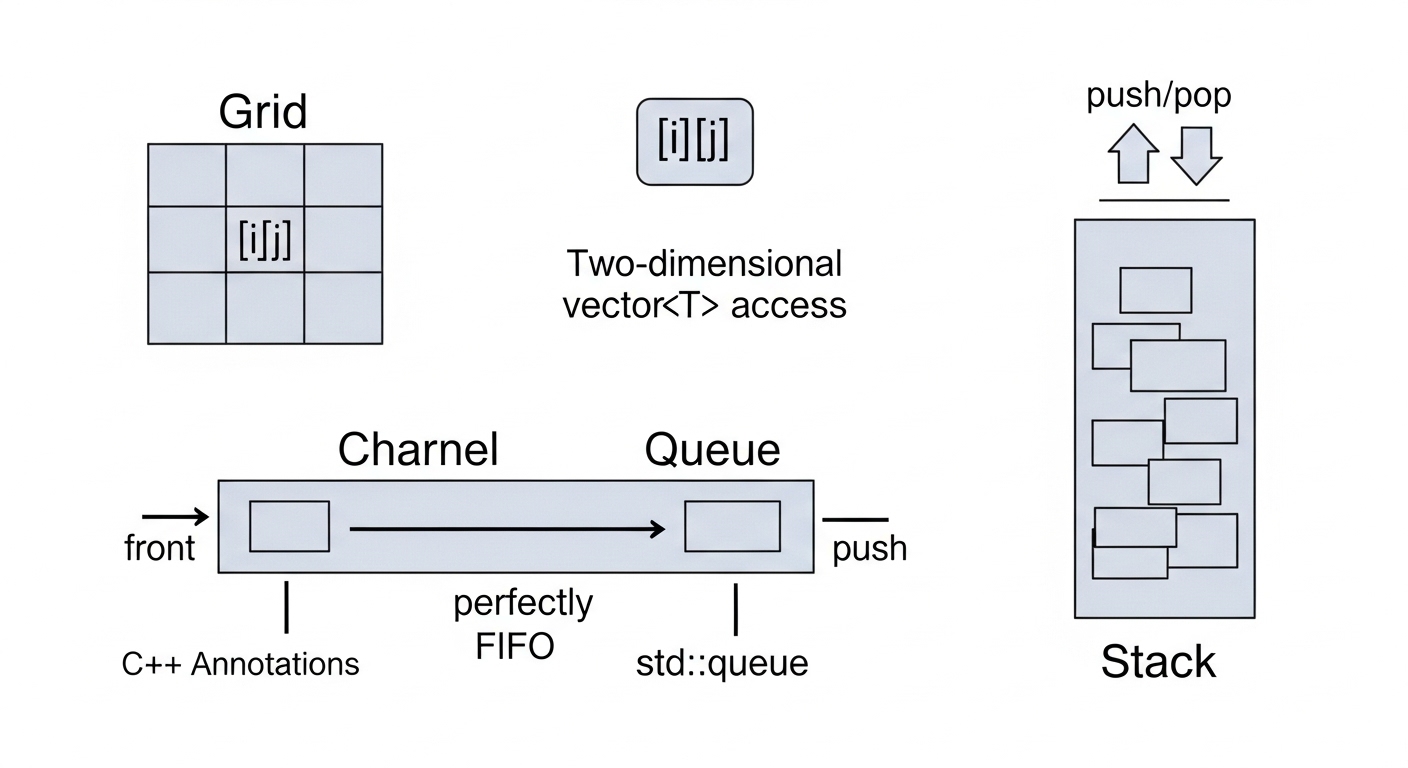 Grid
[i[j]
[i][j]
Two-dimensional
vector<T> access
push/pop
Charnel
Queue
front
push
perfectly
FIFO
C++ Annotations
std::queue
Stack